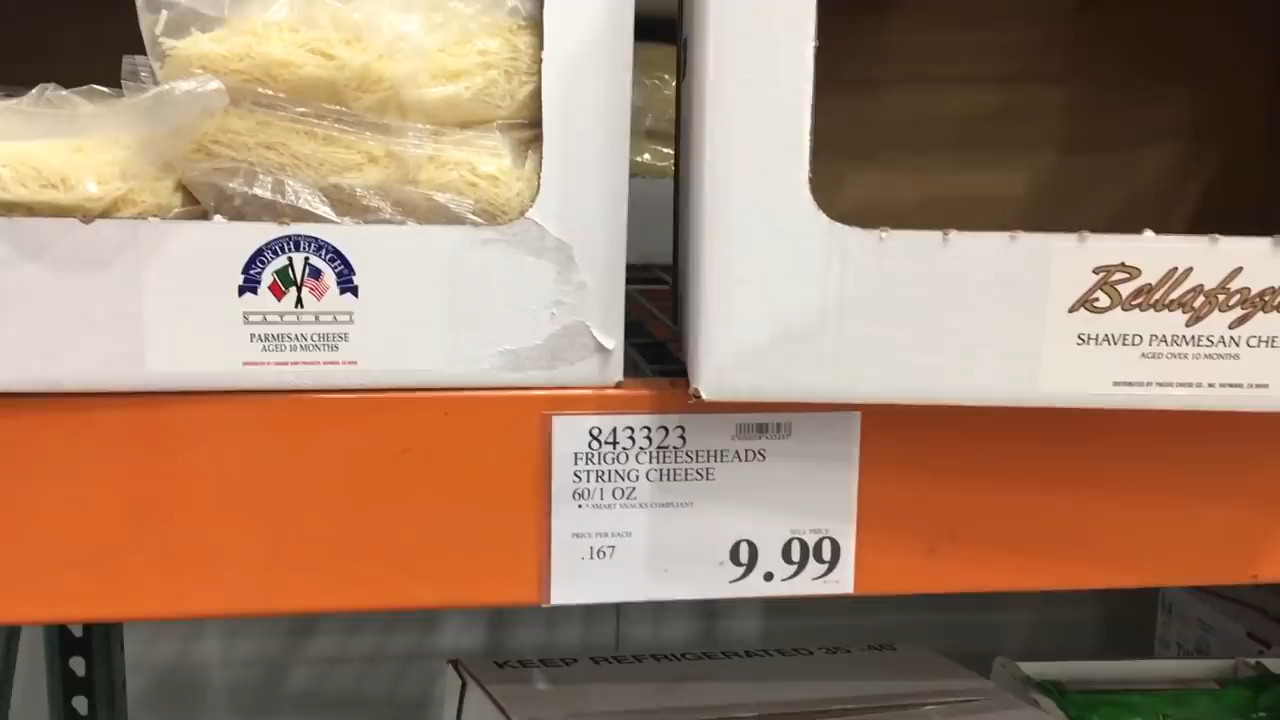 NORTH BEACH
NATURAL
PARMESAN CHEESE
AGED 10 MONTHS
Bellafog
SHAVED PARMESAN CHE
AGED OVER 10 MONTHS
843323
FRIGO CHEESEHEADS
STRING CHEESE
60/1 OZ
* * SMART SNACKS COMPLIANT
PRICE PER EACH
.167
SELL PRICE
9.99
KEEP REFRIGERATED 35°-40°